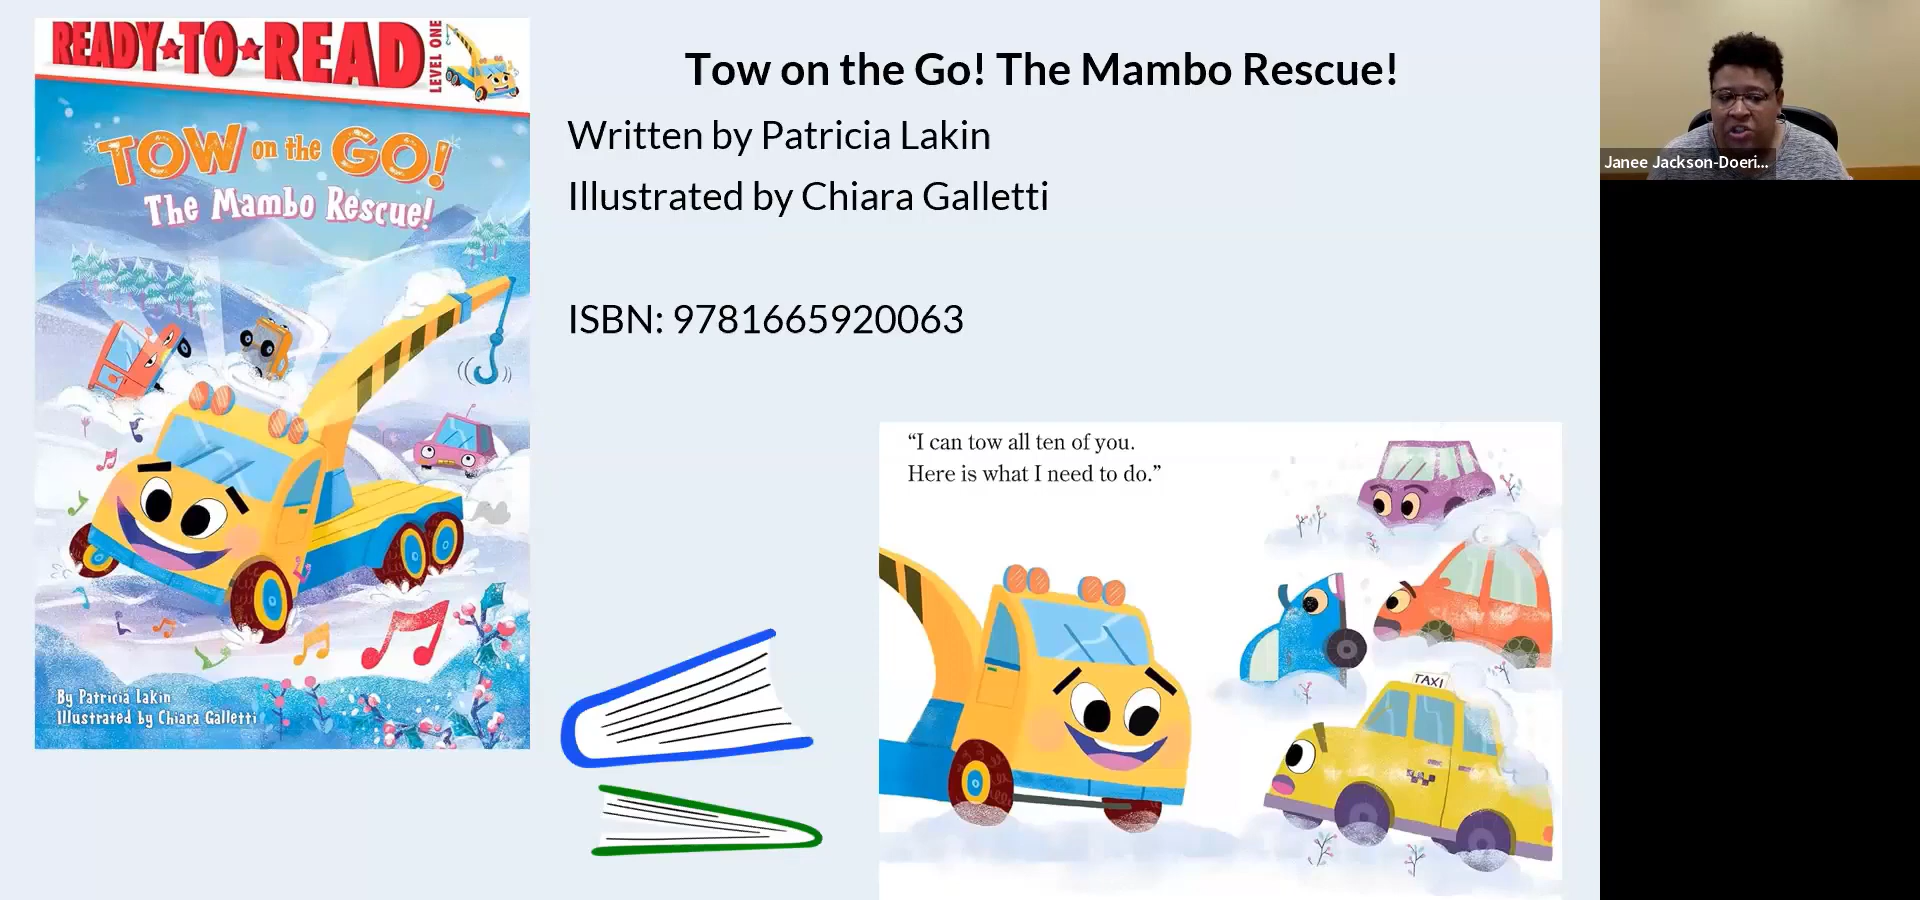 READY★TO★READ
LEVEL ONE
TOW on the GO!
The Mambo Rescue!
By Patricia Lakin
Illustrated by Chiara Galletti
Tow on the Go! The Mambo Rescue!
Written by Patricia Lakin
Illustrated by Chiara Galletti
ISBN: 9781665920063
“I can tow all ten of you.
Here is what I need to do.”
TAXI
Janee Jackson-Doeri...